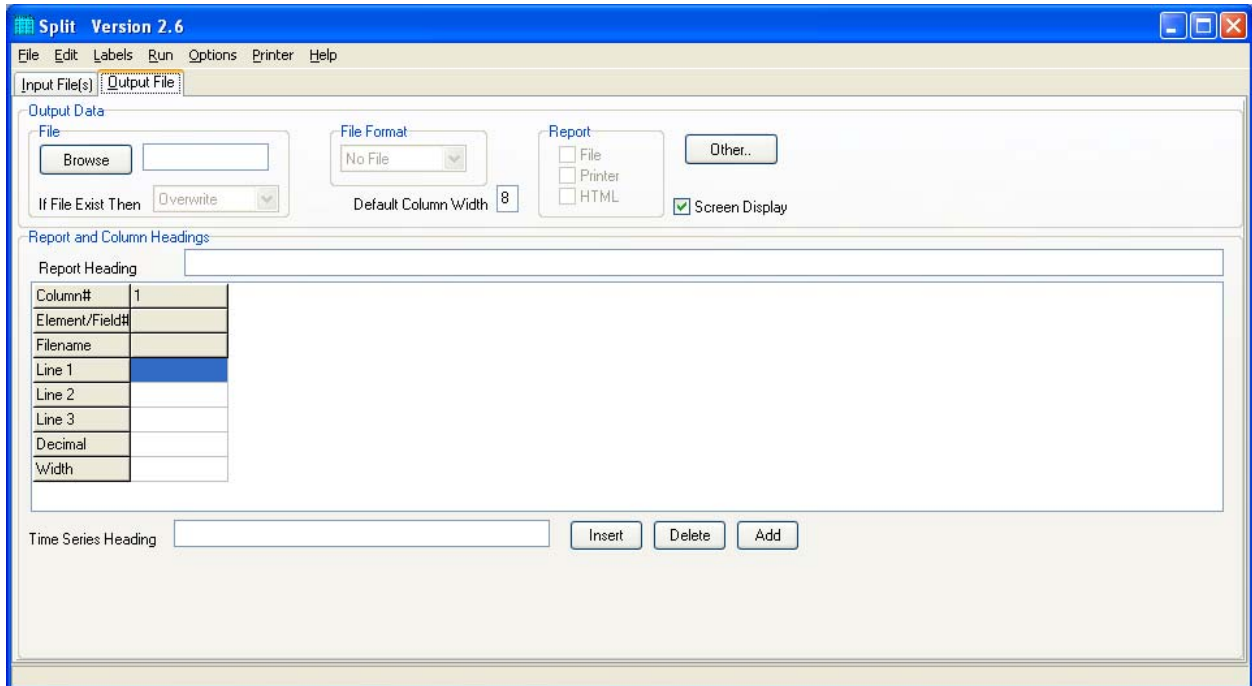 Split Version 2.6
File Edit Labels Run Options Printer Help
Input File(s) Output File
Output Data
File
Browse
If File Exist Then Overwrite
File Format
No File
Default Column Width 8
Report
File
Printer
HTML
Other..
Screen Display
Report and Column Headings
Report Heading
Column# 1
Element/Field#
Filename
Line 1
Line 2
Line 3
Decimal
Width
Time Series Heading Insert Delete Add